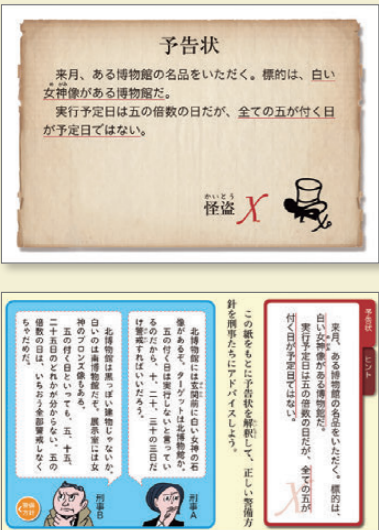 予告状
来月、ある博物館の名品をいただく。標的は、白い
女神像がある博物館だ。
実行予定日は五の倍数の日だが、全ての五が付く日
が予定日ではない。
かいとう
怪盗X
予告状
ヒント
来月、ある博物館の名品をいただく。標的は、
白い女神像がある博物館だ。
実行予定日は五の倍数の日だが、全ての五が
付く日が予定日ではない。
X
この紙をもとに予告状を解釈して、正しい警備方
針を刑事たちにアドバイスしよう。
刑事A
北博物館には玄関前に白い女神の石
像があるぞ。ターゲットは北博物館か。
五の付く日は実行しないと言ってい
るのだから、十、二十、三十の三日だ
け警戒すればいいだろう。
刑事B
北博物館は黒っぽい建物じゃないか。
白いのは南博物館だぞ。展示室には女
神のブロンズ像もある。
五の付く日といっても、五、十五、
二十五日のどれかが分からない。五の
倍数の日は、いちおう全部警戒しなく
ちゃだめだ。